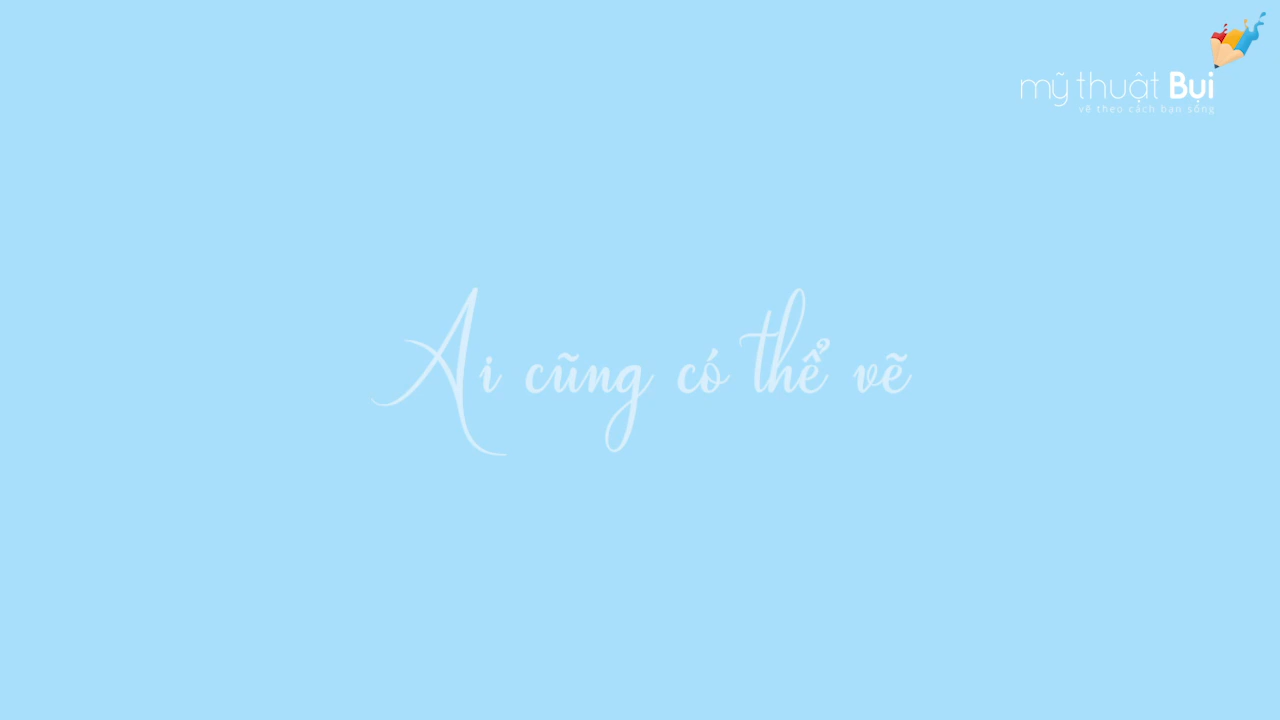 mỹ thuật Bụi
vẽ theo cách bạn sống
Ai cũng có thể vẽ